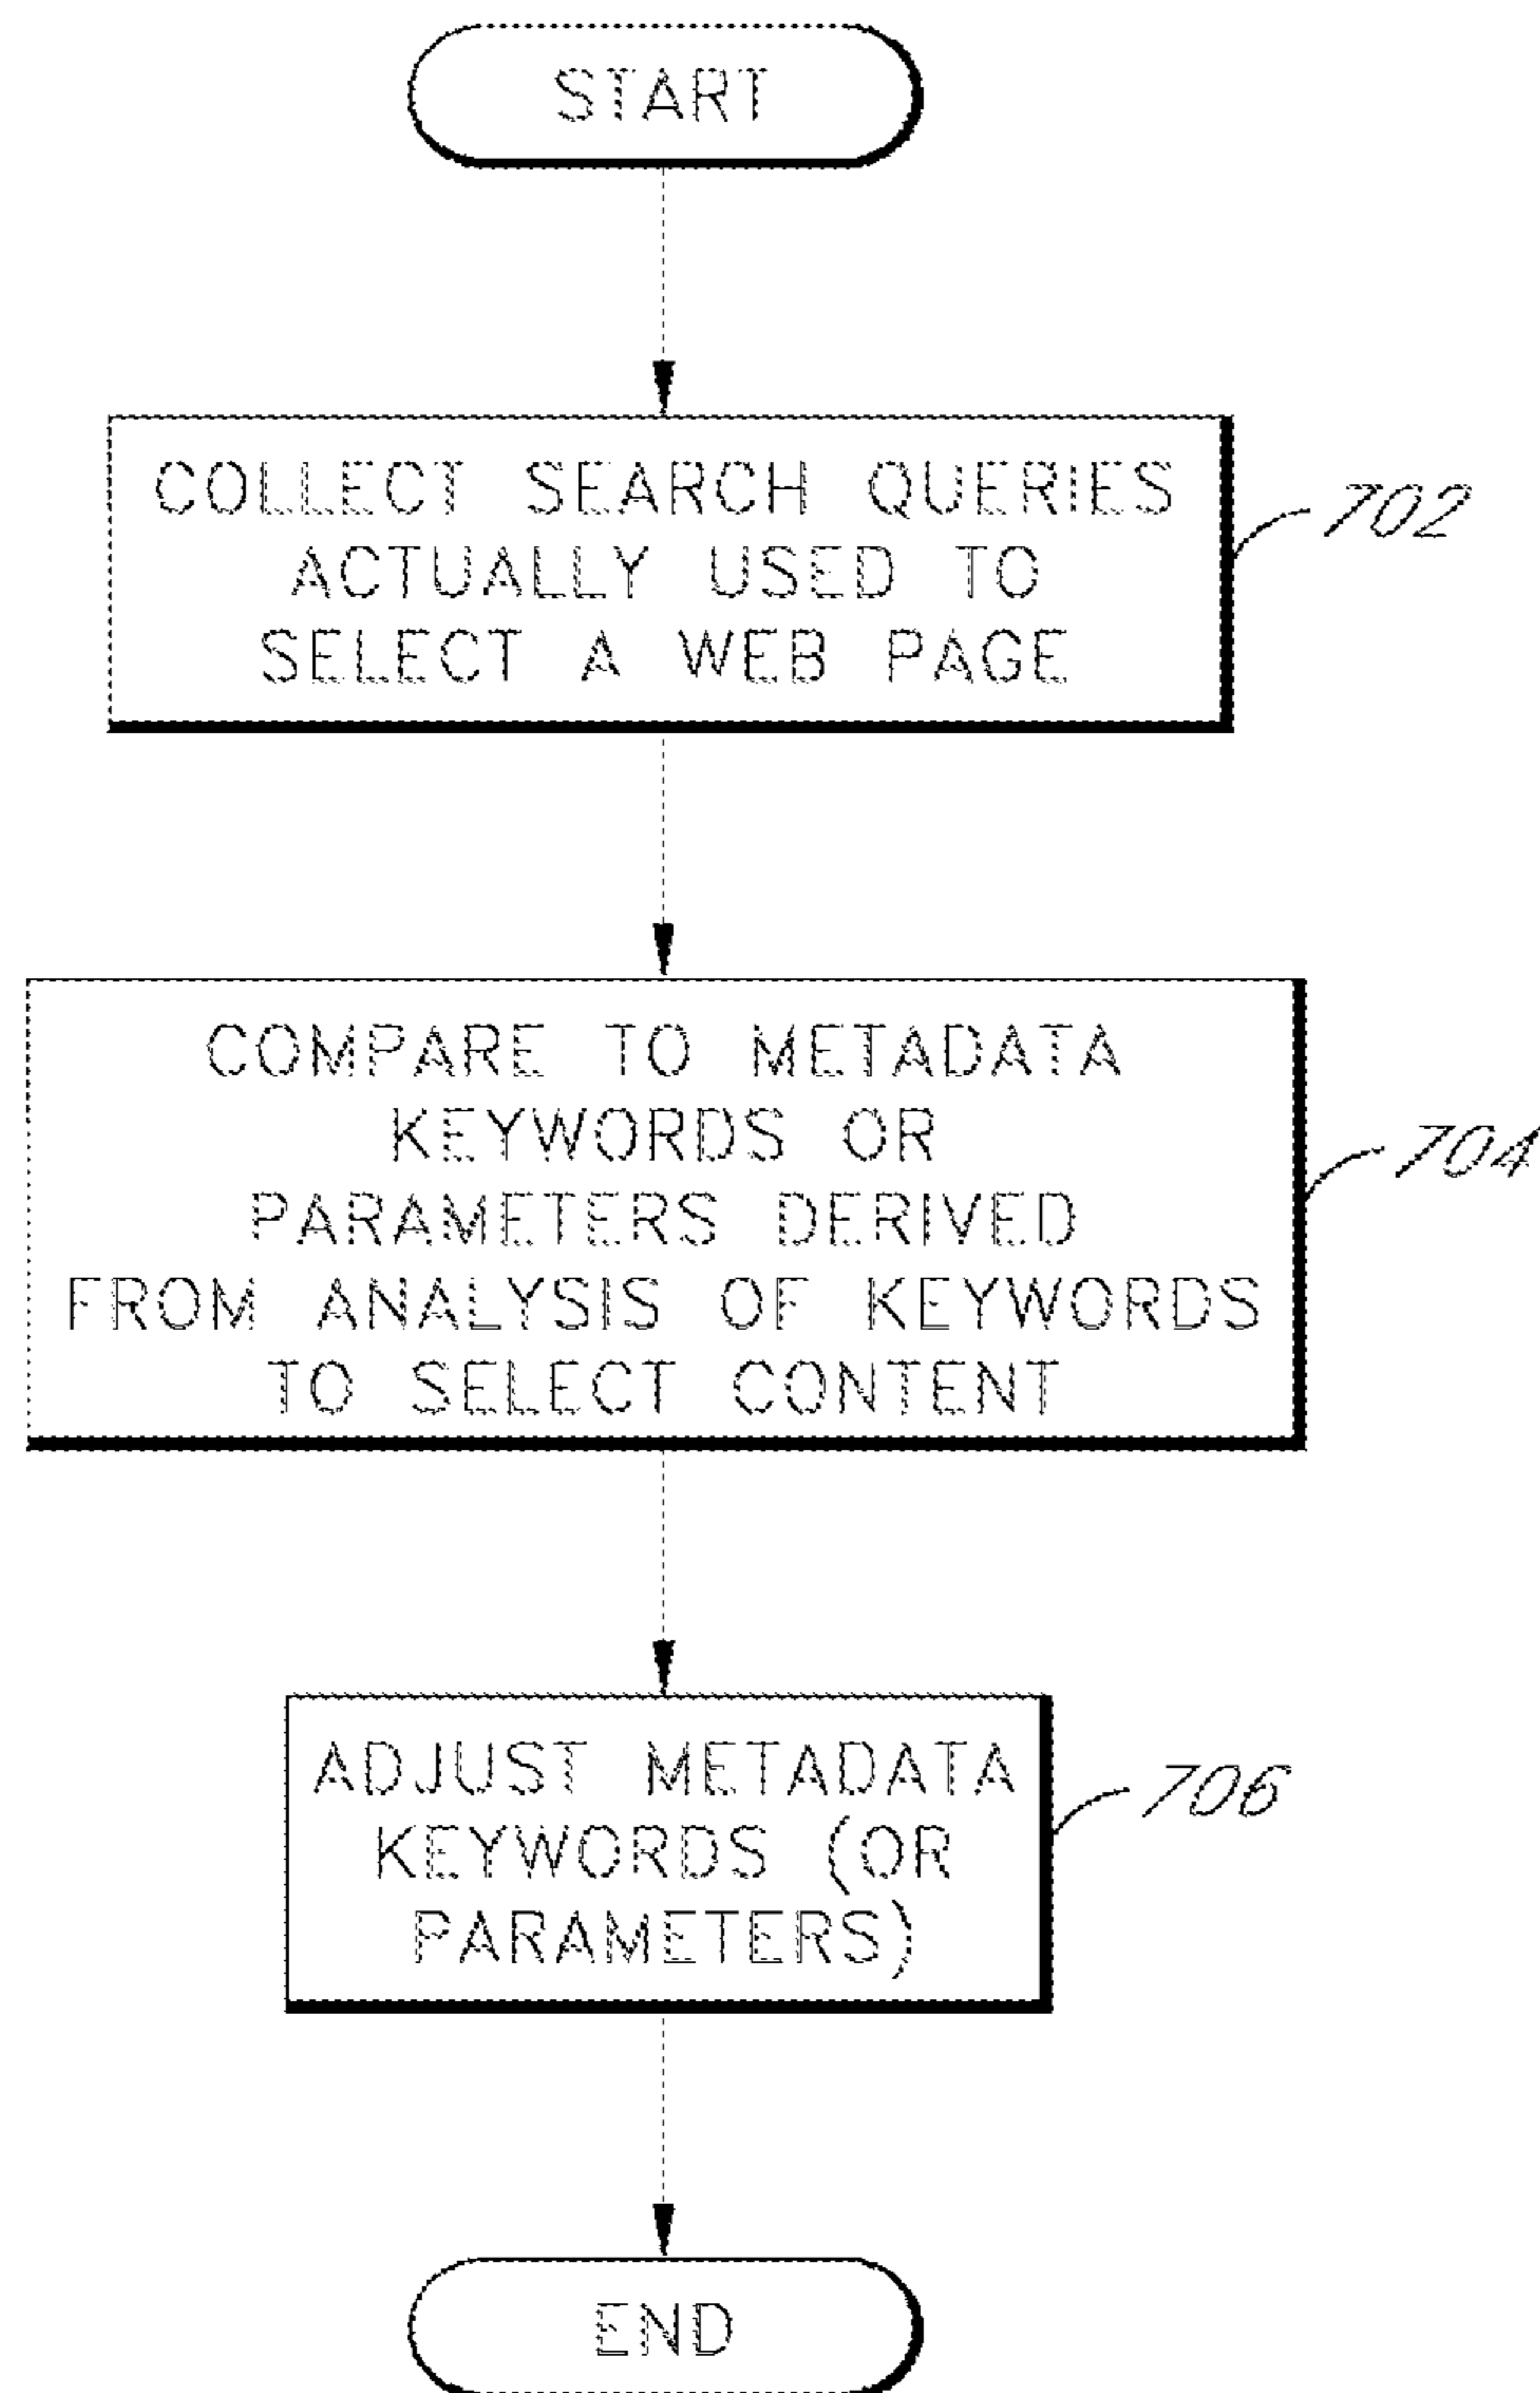 START
COLLECT SEARCH QUERIES
ACTUALLY USED TO
SELECT A WEB PAGE
702
COMPARE TO METADATA
KEYWORDS OR
PARAMETERS DERIVED
FROM ANALYSIS OF KEYWORDS
TO SELECT CONTENT
704
ADJUST METADATA
KEYWORDS (OR
PARAMETERS)
706
END